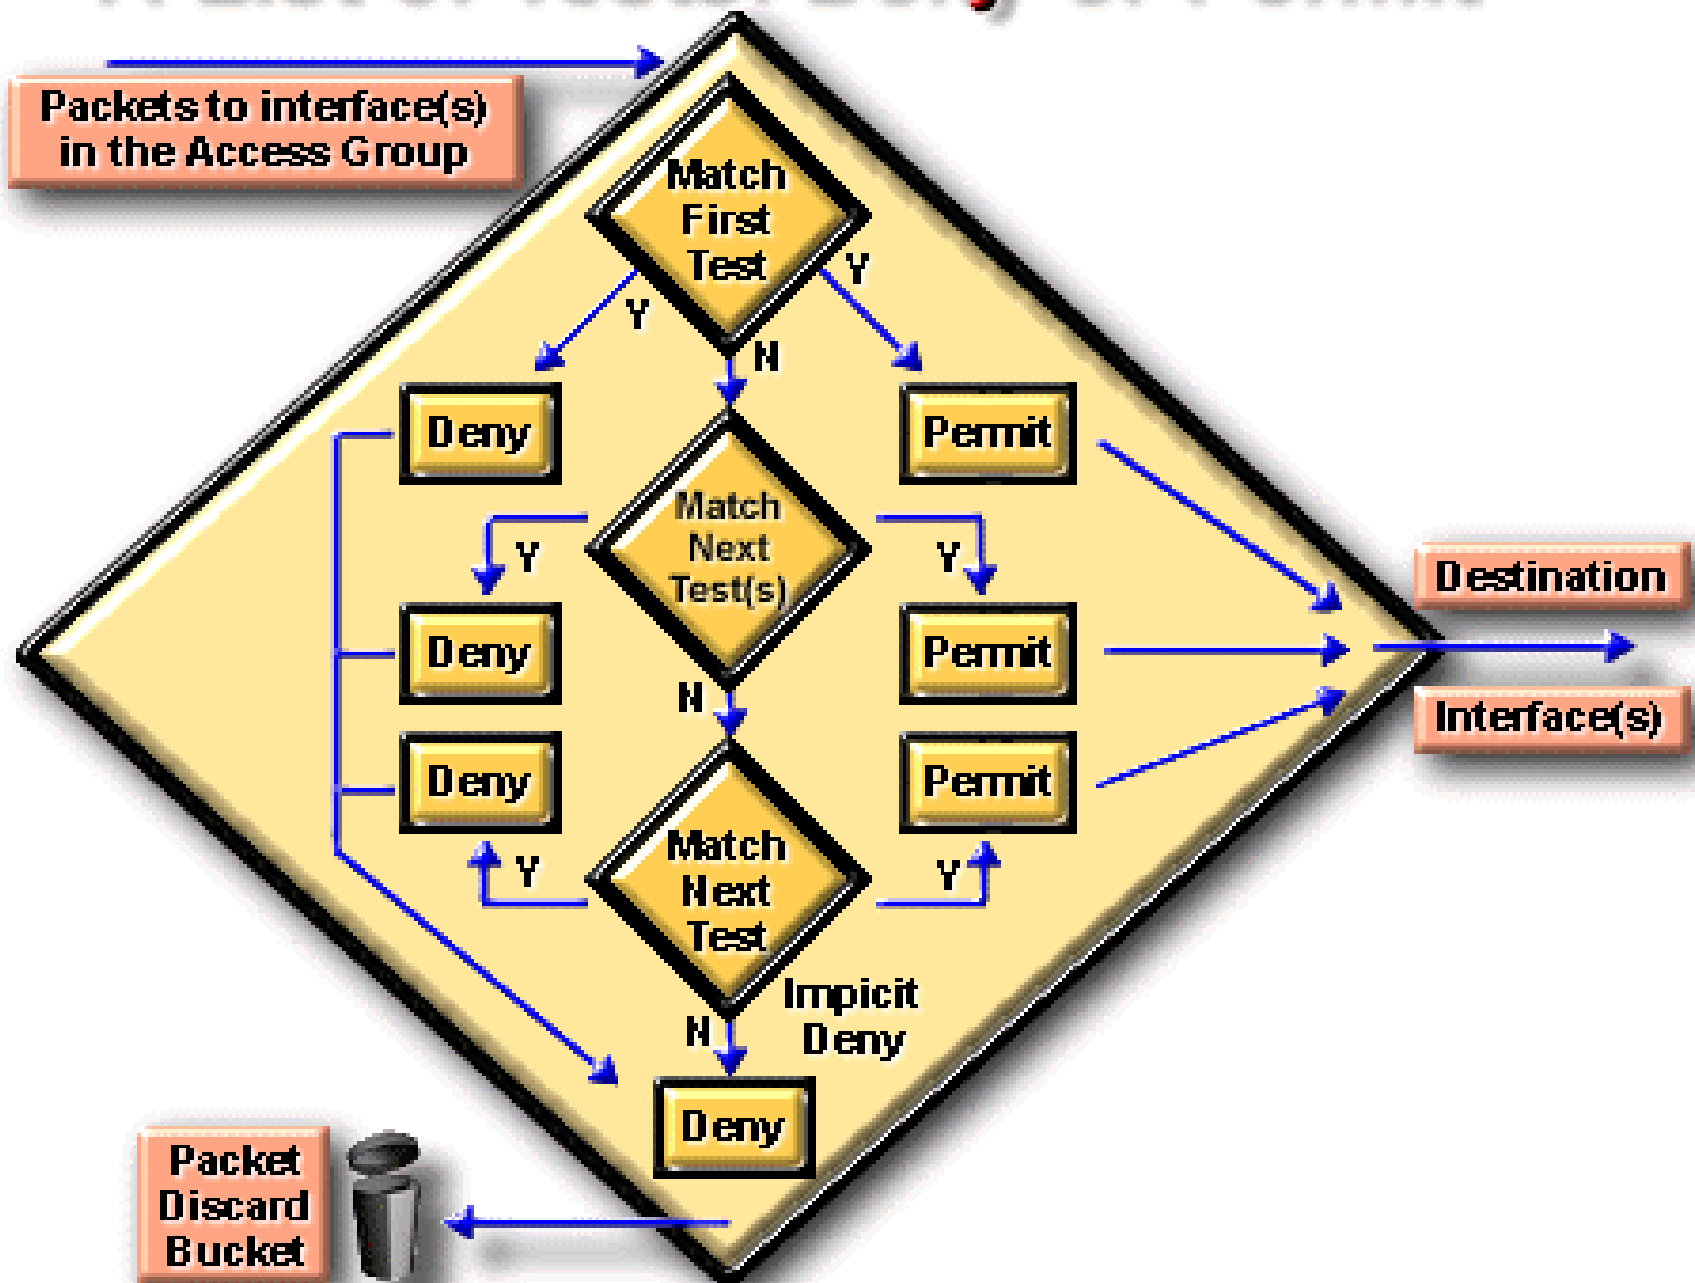 Packets to interface(s)
in the Access Group
Match
First
Test
Y
Y
N
Deny
Permit
Match
Next
Test(s)
Y
Y
Destination
Deny
Permit
N
Interface(s)
Deny
Permit
Match
Next
Test
Y
Y
Impicit
Deny
N
Deny
Packet
Discard
Bucket